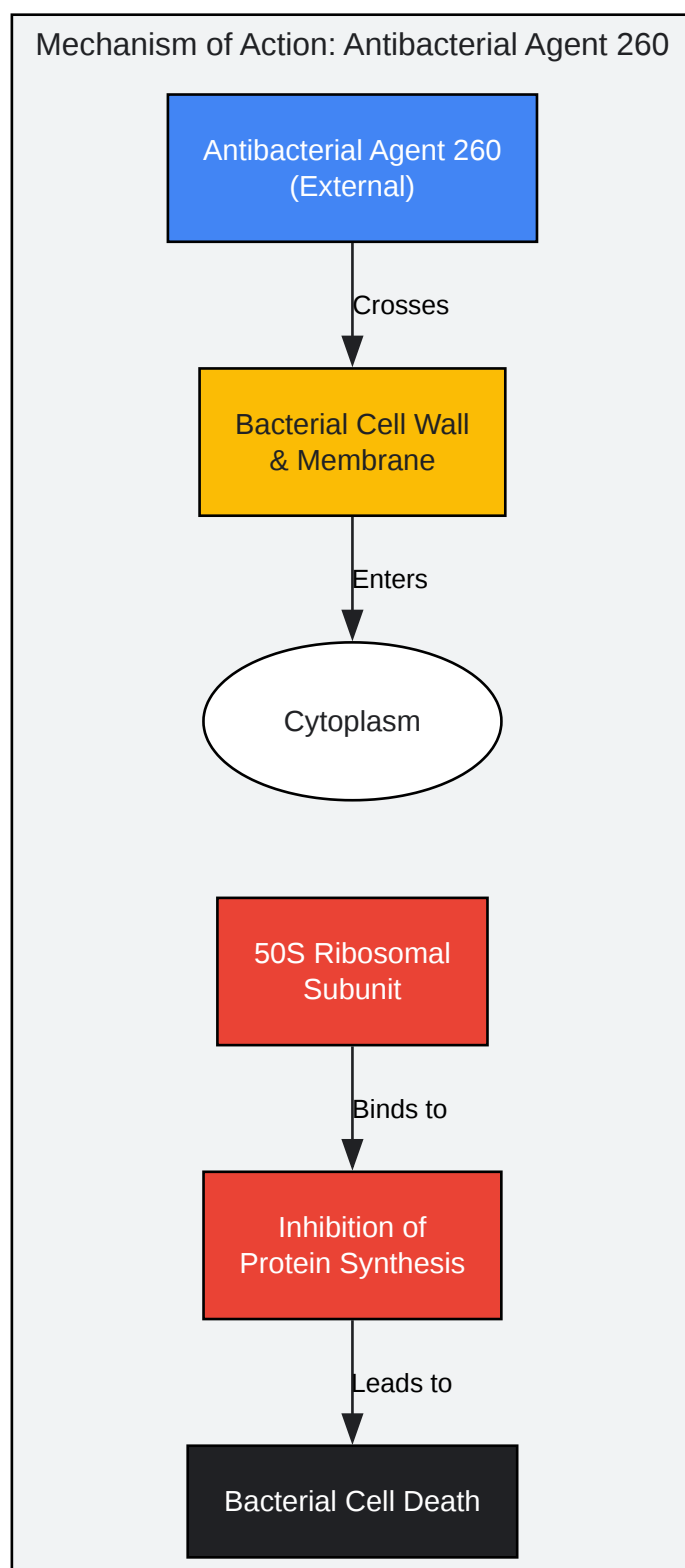 Mechanism of Action: Antibacterial Agent 260
Antibacterial Agent 260
(External)
Crosses
Bacterial Cell Wall
& Membrane
Enters
Cytoplasm
50S Ribosomal
Subunit
Binds to
Inhibition of
Protein Synthesis
Leads to
Bacterial Cell Death